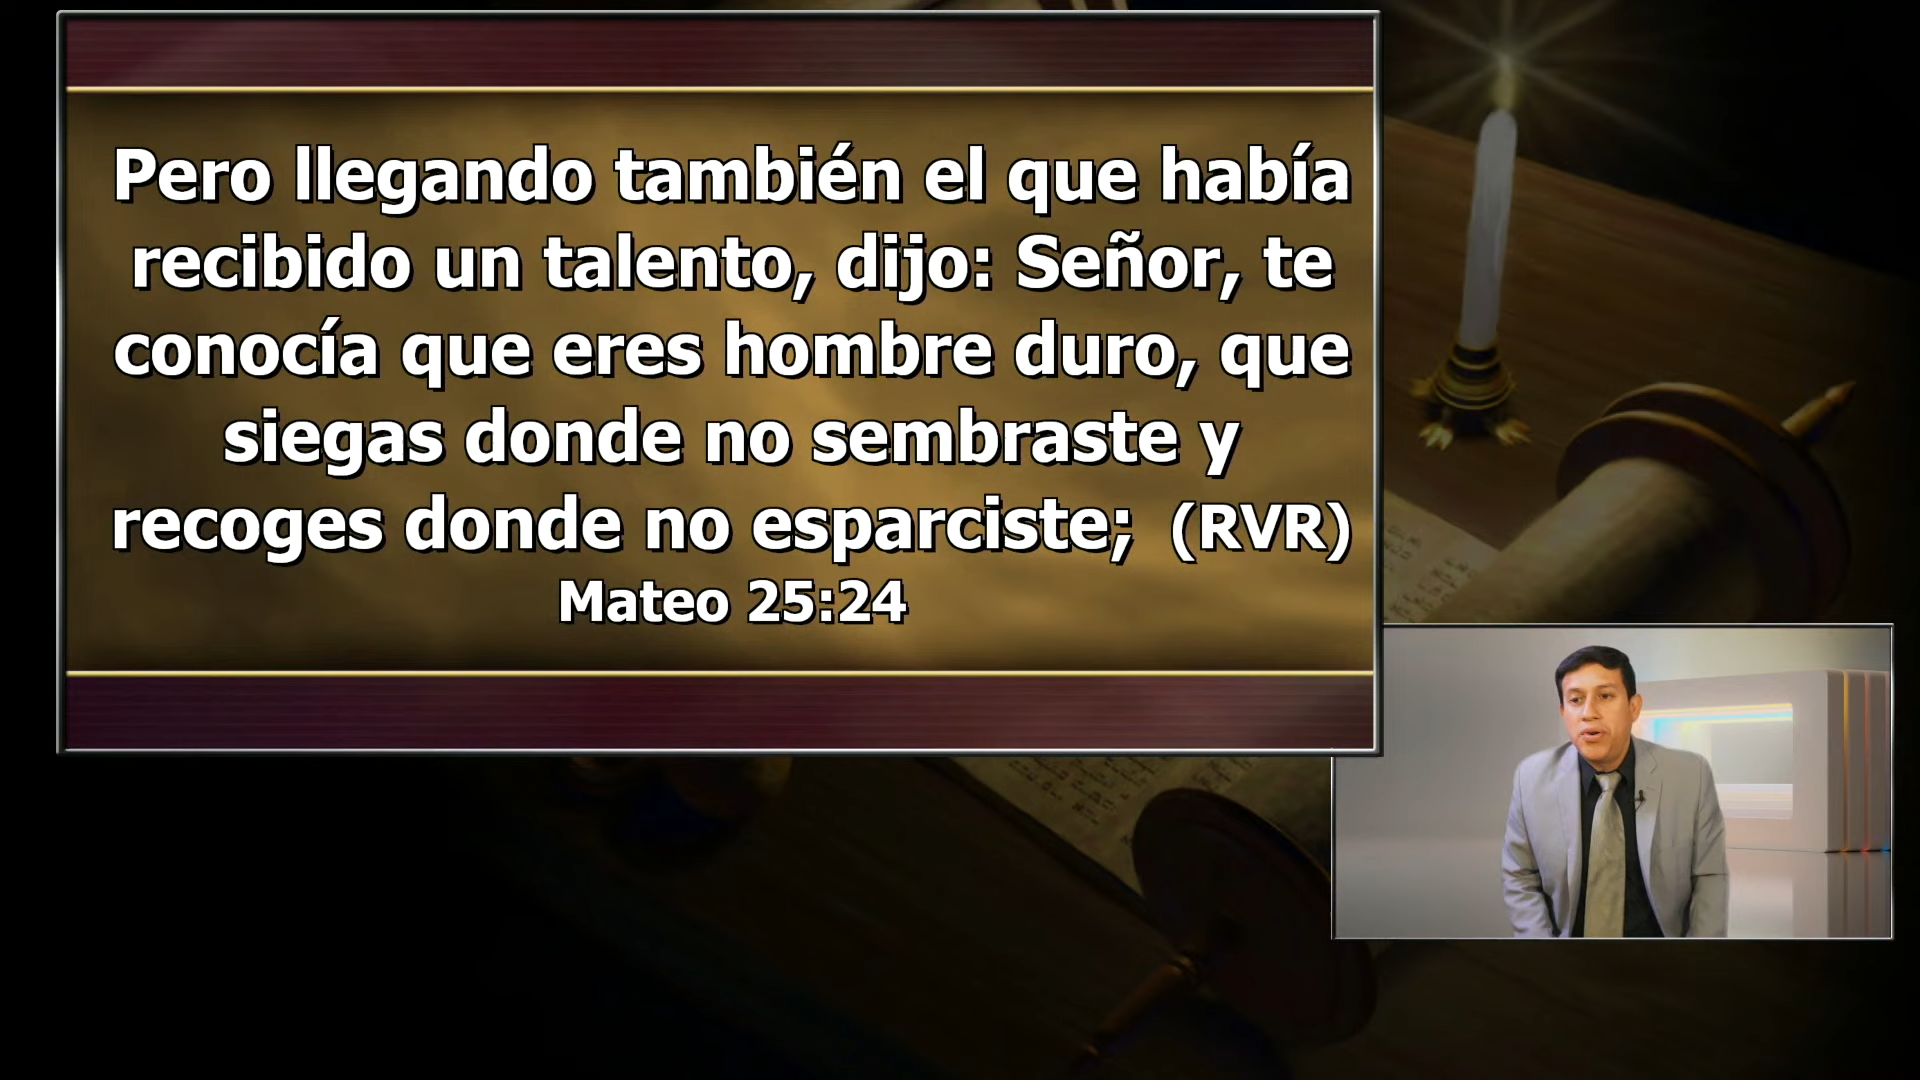 Pero llegando también el que había
recibido un talento, dijo: Señor, te
conocía que eres hombre duro, que
siegas donde no sembraste y
recoges donde no esparciste; (RVR)
Mateo 25:24